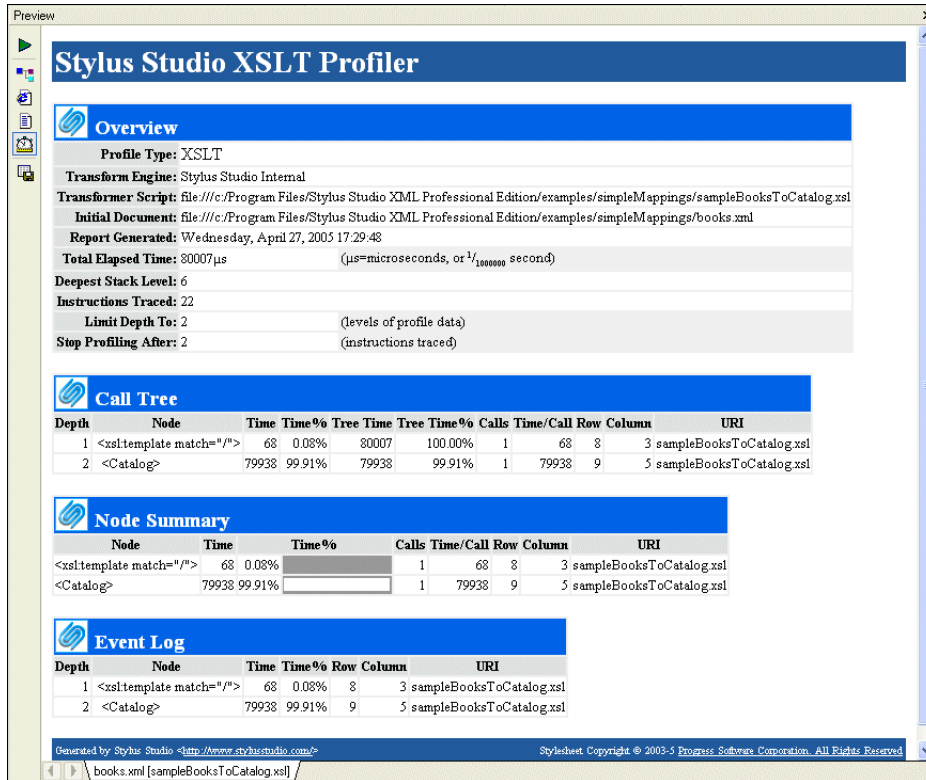 Preview
Stylus Studio XSLT Profiler
Overview
Profile Type: XSLT
Transform Engine: Stylus Studio Internal
Transformer Script: file:///c:/Program Files/Stylus Studio XML Professional Edition/examples/simpleMappings/sampleBooksToCatalog.xsl
Initial Document: file:///c:/Program Files/Stylus Studio XML Professional Edition/examples/simpleMappings/books.xml
Report Generated: Wednesday, April 27, 2005 17:29:48
Total Elapsed Time: 80007µs (µs=microseconds, or 1/1000000 second)
Deepest Stack Level: 6
Instructions Traced: 22
Limit Depth To: 2 (levels of profile data)
Stop Profiling After: 2 (instructions traced)
Call Tree
Depth Node Time Time% Tree Time Tree Time% Calls Time/Call Row Column URI
1 <xsl:template match="/"> 68 0.08% 80007 100.00% 1 68 8 3 sampleBooksToCatalog.xsl
2 <Catalog> 79938 99.91% 79938 99.91% 1 79938 9 5 sampleBooksToCatalog.xsl
Node Summary
Node Time Time% Calls Time/Call Row Column URI
<xsl:template match="/"> 68 0.08% 1 68 8 3 sampleBooksToCatalog.xsl
<Catalog> 79938 99.91% 1 79938 9 5 sampleBooksToCatalog.xsl
Event Log
Depth Node Time Time% Row Column URI
1 <xsl:template match="/"> 68 0.08% 8 3 sampleBooksToCatalog.xsl
2 <Catalog> 79938 99.91% 9 5 sampleBooksToCatalog.xsl
Generated by Stylus Studio <http://www.stylusstudio.com/> Stylesheet Copyright © 2003-5 Progress Software Corporation. All Rights Reserved
books.xml [sampleBooksToCatalog.xsl]